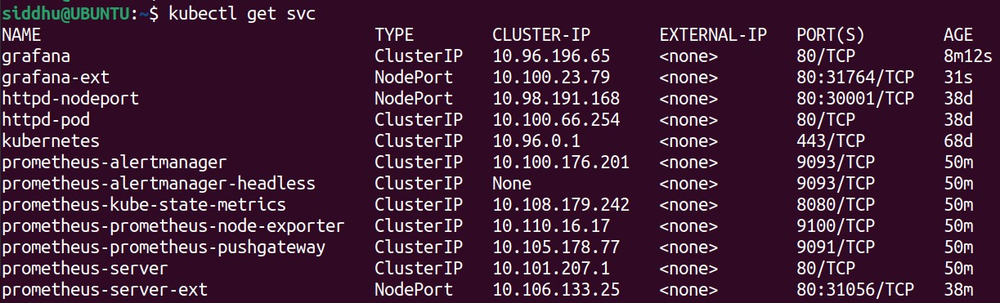 siddhu@UBUNTU:~$ kubectl get svc
NAME TYPE CLUSTER-IP EXTERNAL-IP PORT(S) AGE
grafana ClusterIP 10.96.196.65 <none> 80/TCP 8m12s
grafana-ext NodePort 10.100.23.79 <none> 80:31764/TCP 31s
httpd-nodeport NodePort 10.98.191.168 <none> 80:30001/TCP 38d
httpd-pod ClusterIP 10.100.66.254 <none> 80/TCP 38d
kubernetes ClusterIP 10.96.0.1 <none> 443/TCP 68d
prometheus-alertmanager ClusterIP 10.100.176.201 <none> 9093/TCP 50m
prometheus-alertmanager-headless ClusterIP None <none> 9093/TCP 50m
prometheus-kube-state-metrics ClusterIP 10.108.179.242 <none> 8080/TCP 50m
prometheus-prometheus-node-exporter ClusterIP 10.110.16.17 <none> 9100/TCP 50m
prometheus-prometheus-pushgateway ClusterIP 10.105.178.77 <none> 9091/TCP 50m
prometheus-server ClusterIP 10.101.207.1 <none> 80/TCP 50m
prometheus-server-ext NodePort 10.106.133.25 <none> 80:31056/TCP 38m